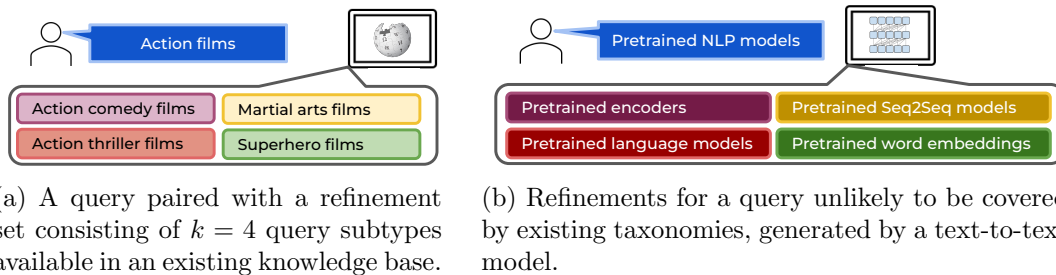 Action films
Action comedy films
Martial arts films
Action thriller films
Superhero films
(a) A query paired with a refinement
set consisting of k = 4 query subtypes
available in an existing knowledge base.
Pretrained NLP models
Pretrained encoders
Pretrained Seq2Seq models
Pretrained language models
Pretrained word embeddings
(b) Refinements for a query unlikely to be covered
by existing taxonomies, generated by a text-to-text
model.